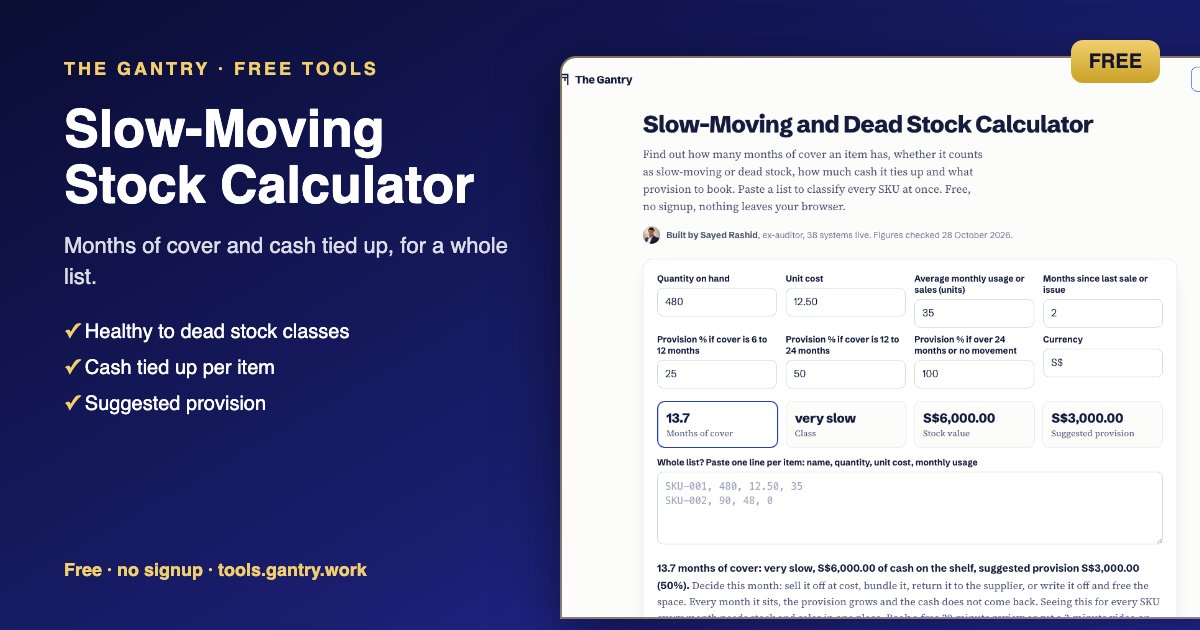 THE GANTRY · FREE TOOLS
Slow-Moving
Stock Calculator
Months of cover and cash tied up, for a whole
list.
✓ Healthy to dead stock classes
✓ Cash tied up per item
✓ Suggested provision
Free · no signup · tools.gantry.work
FREE
The Gantry
Slow-Moving and Dead Stock Calculator
Find out how many months of cover an item has, whether it counts
as slow-moving or dead stock, how much cash it ties up and what
provision to book. Paste a list to classify every SKU at once. Free,
no signup, nothing leaves your browser.
Built by Sayed Rashid, ex-auditor, 38 systems live. Figures checked 28 October 2026.
Quantity on hand
480
Unit cost
12.50
Average monthly usage or
sales (units)
35
Months since last sale or
issue
2
Provision % if cover is 6 to
12 months
25
Provision % if cover is 12 to
24 months
50
Provision % if over 24
months or no movement
100
Currency
S$
13.7
Months of cover
very slow
Class
S$6,000.00
Stock value
S$3,000.00
Suggested provision
Whole list? Paste one line per item: name, quantity, unit cost, monthly usage
SKU-001, 480, 12.50, 35
SKU-002, 90, 48, 0
13.7 months of cover: very slow, S$6,000.00 of cash on the shelf, suggested provision S$3,000.00
(50%). Decide this month: sell it off at cost, bundle it, return it to the supplier, or write it off and free the
space. Every month it sits, the provision grows and the cash does not come back. Seeing this for every SKU